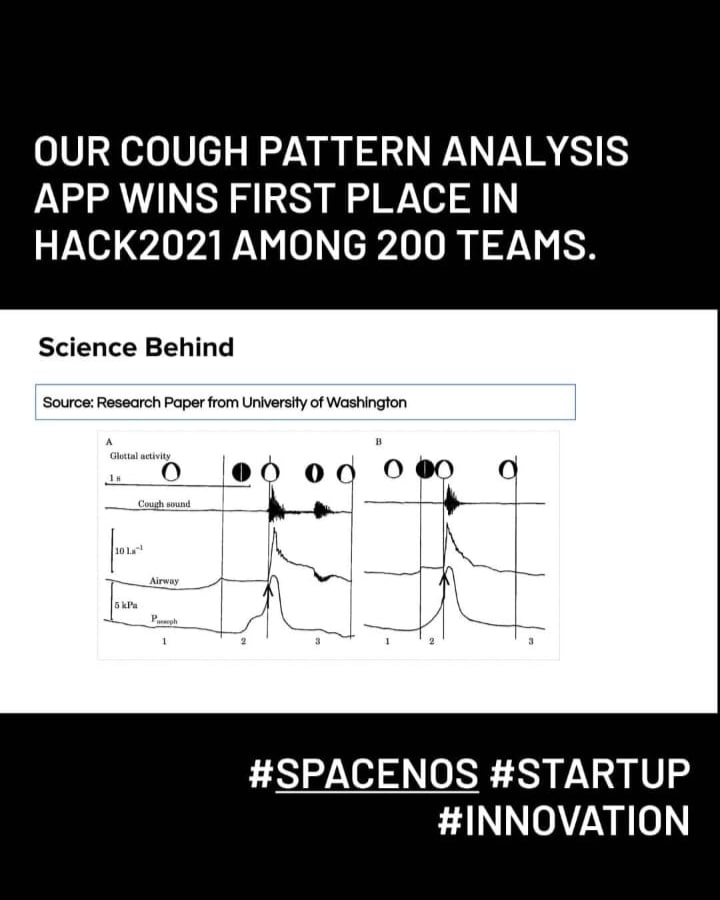 OUR COUGH PATTERN ANALYSIS
APP WINS FIRST PLACE IN
HACK2021 AMONG 200 TEAMS.
Science Behind
Source: Research Paper from University of Washington
A
B
Glottal activity
1 s
Cough sound
10 l.s⁻¹
Airway
5 kPa
Poesoph
1 2 3 1 2 3
#SPACENOS #STARTUP
#INNOVATION